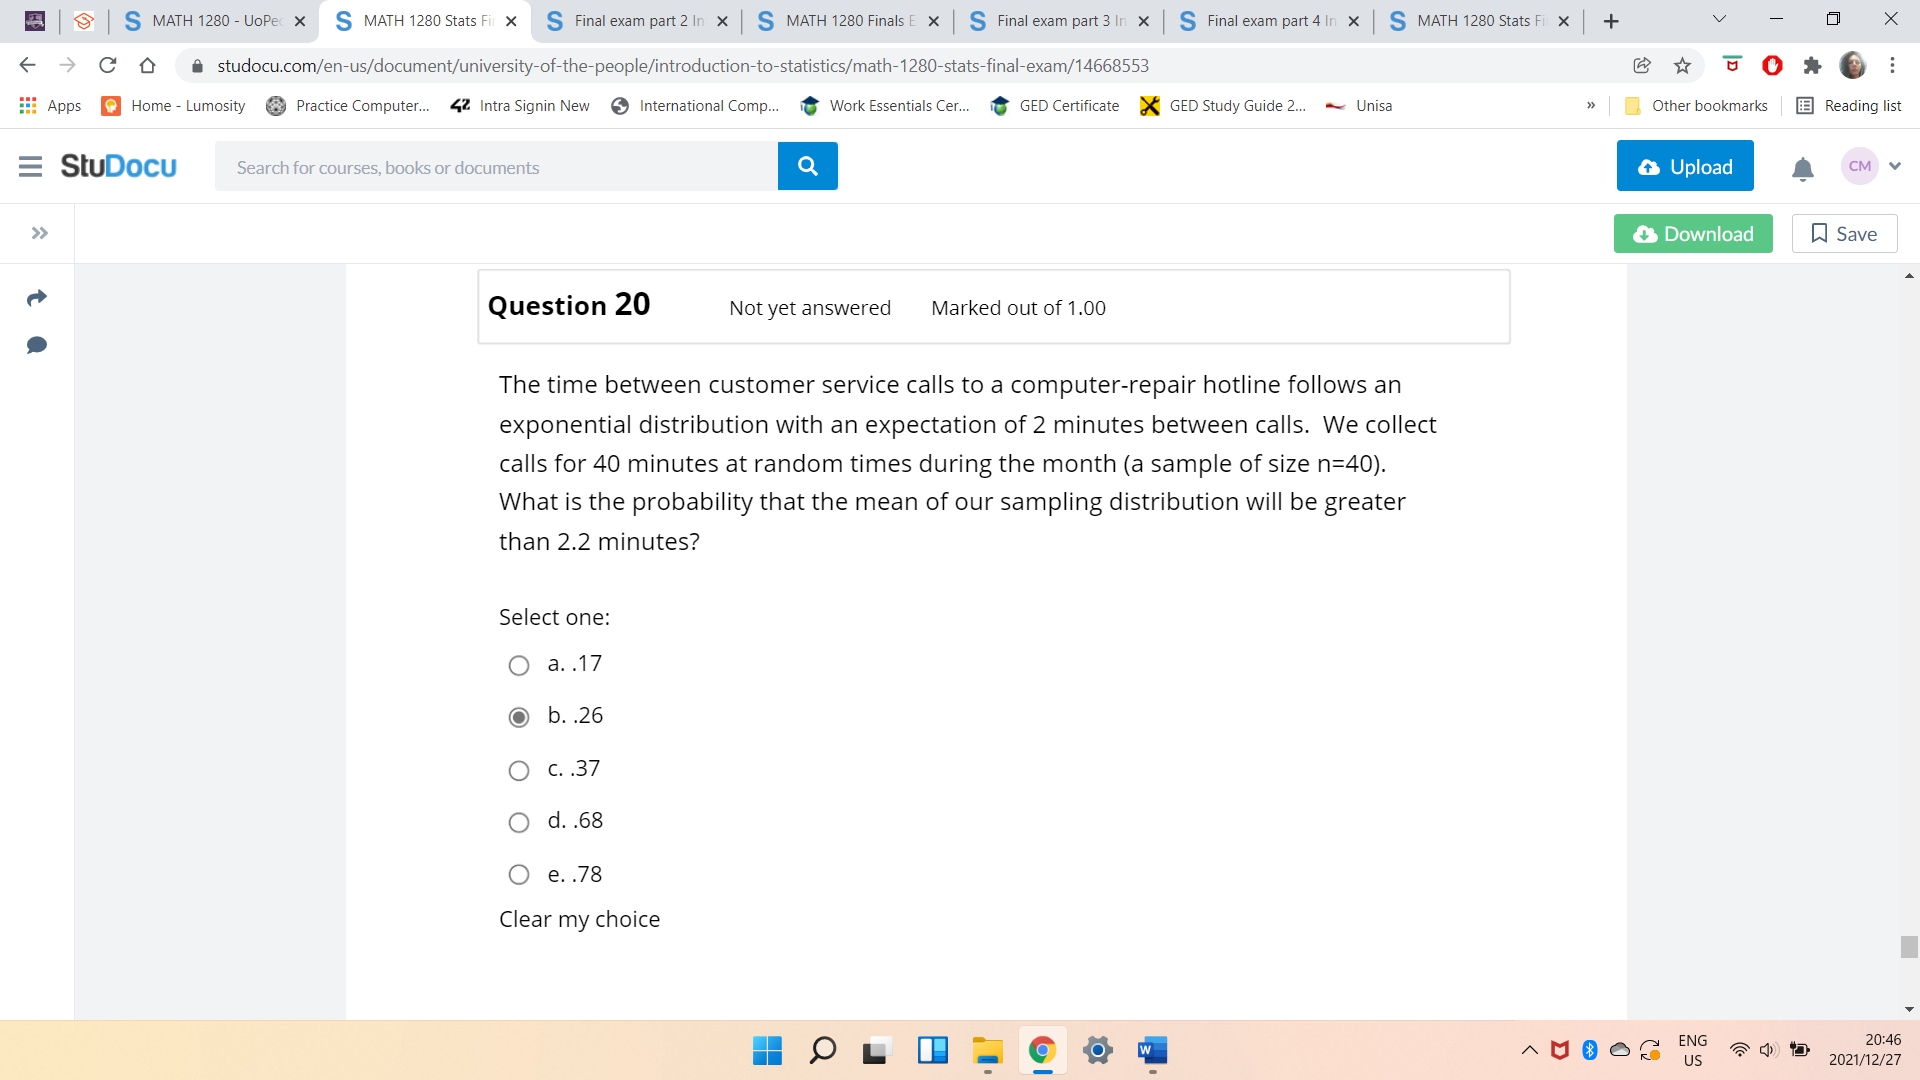 MATH 1280 - UoPeo
MATH 1280 Stats Fin
Final exam part 2 In
MATH 1280 Finals E
Final exam part 3 In
Final exam part 4 In
MATH 1280 Stats Fi
studocu.com/en-us/document/university-of-the-people/introduction-to-statistics/math-1280-stats-final-exam/14668553
Apps
Home - Lumosity
Practice Computer...
42 Intra Signin New
International Comp...
Work Essentials Cer...
GED Certificate
GED Study Guide 2...
Unisa
»
Other bookmarks
Reading list
StuDocu
Search for courses, books or documents
Upload
CM
Download
Save
Question 20 Not yet answered Marked out of 1.00
The time between customer service calls to a computer-repair hotline follows an
exponential distribution with an expectation of 2 minutes between calls. We collect
calls for 40 minutes at random times during the month (a sample of size n=40).
What is the probability that the mean of our sampling distribution will be greater
than 2.2 minutes?
Select one:
a. .17
b. .26
c. .37
d. .68
e. .78
Clear my choice
ENG
US
20:46
2021/12/27